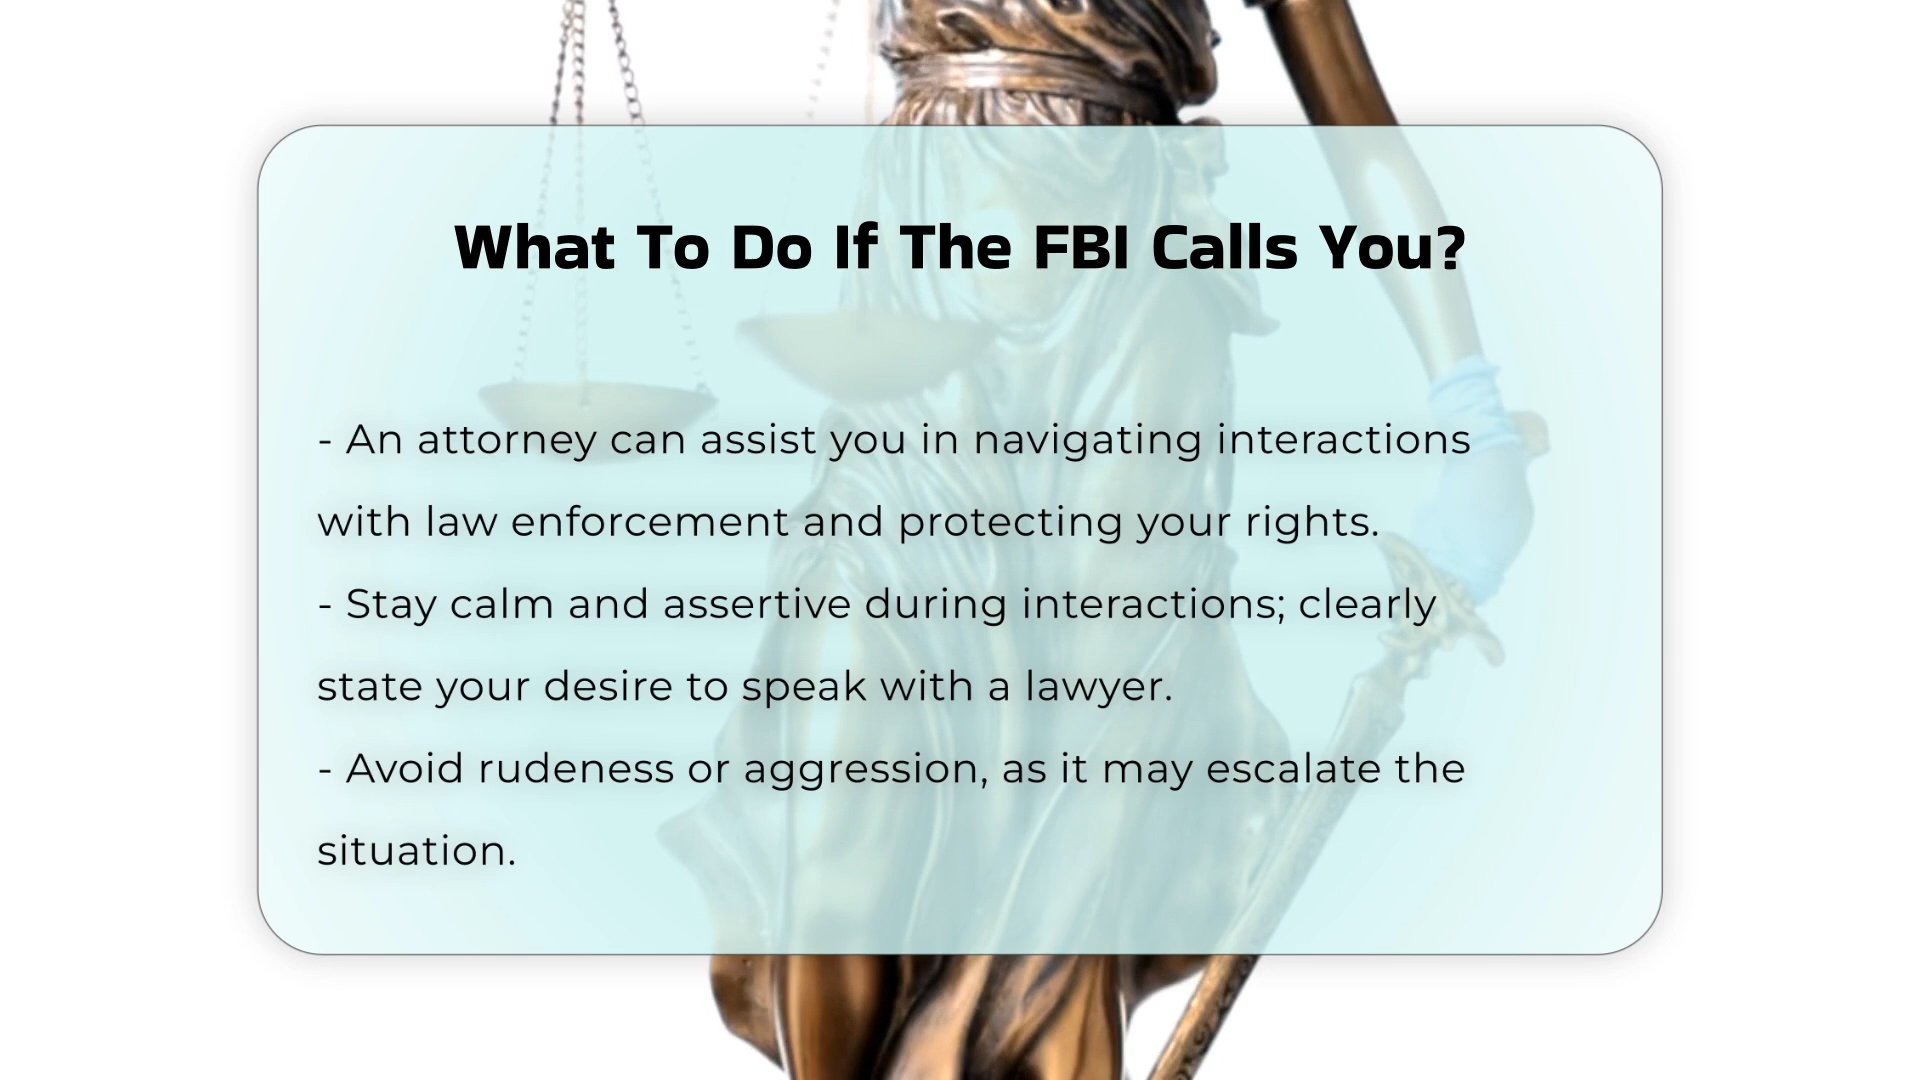 What To Do If The FBI Calls You?
- An attorney can assist you in navigating interactions
with law enforcement and protecting your rights.
- Stay calm and assertive during interactions; clearly
state your desire to speak with a lawyer.
- Avoid rudeness or aggression, as it may escalate the
situation.